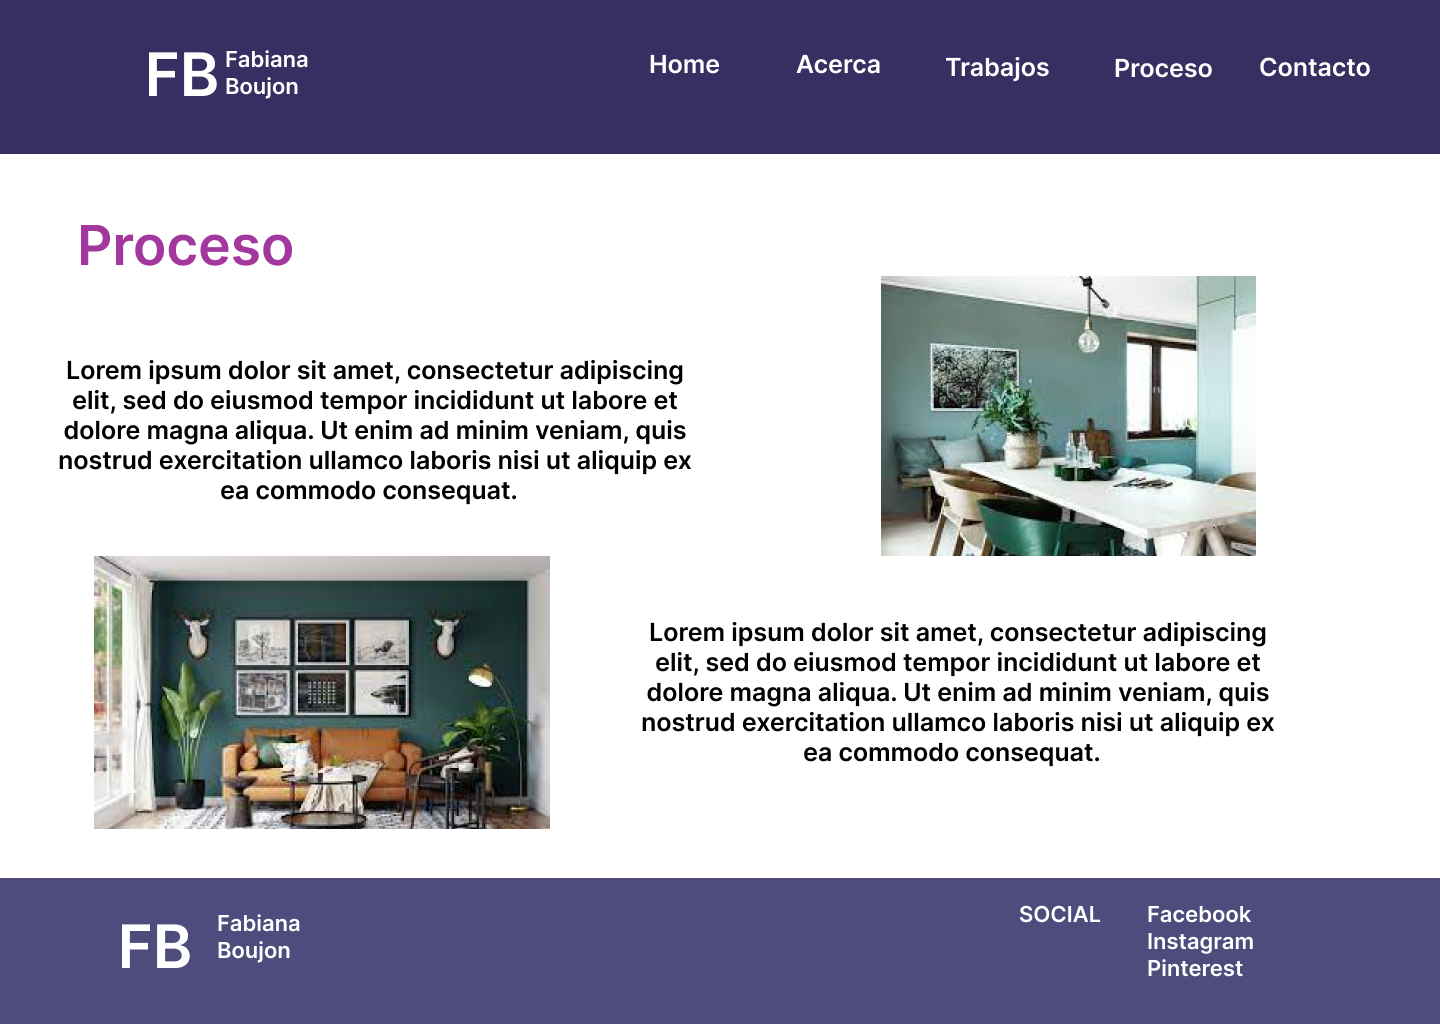 FB
Fabiana
Boujon
Home
Acerca
Trabajos
Proceso
Contacto
Proceso
Lorem ipsum dolor sit amet, consectetur adipiscing
elit, sed do eiusmod tempor incididunt ut labore et
dolore magna aliqua. Ut enim ad minim veniam, quis
nostrud exercitation ullamco laboris nisi ut aliquip ex
ea commodo consequat.
Lorem ipsum dolor sit amet, consectetur adipiscing
elit, sed do eiusmod tempor incididunt ut labore et
dolore magna aliqua. Ut enim ad minim veniam, quis
nostrud exercitation ullamco laboris nisi ut aliquip ex
ea commodo consequat.
FB
Fabiana
Boujon
SOCIAL
Facebook
Instagram
Pinterest